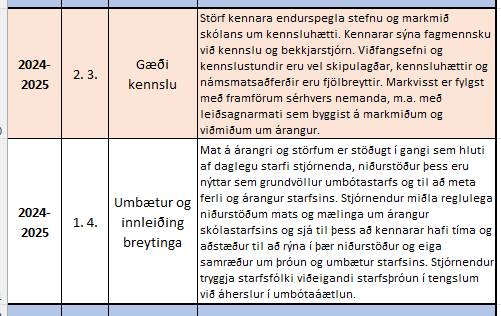 2024-
2025
2. 3.
Gæði
kennslu
Störf kennara endurspegla stefnu og markmið
skólans um kennsluhætti. Kennarar sýna fagmennsku
við kennslu og bekkjarstjórn. Viðfangsefni og
kennslustundir eru vel skipulagðar, kennsluhættir og
námsmatsaðferðir eru fjölbreyttir. Markvisst er fylgst
með framförum sérhvers nemanda, m.a. með
leiðsagnarmati sem byggist á markmiðum og
viðmiðum um árangur.
2024-
2025
1. 4.
Umbætur og
innleiðing
breytinga
Mat á árangri og störfum er stöðugt í gangi sem hluti
af daglegu starfi stjórnenda, niðurstöður þess eru
nýttar sem grundvöllur umbótastarfs og til að meta
ferli og árangur starfsins. Stjórnendur miðla reglulega
niðurstöðum mats og mælinga um árangur
skólastarfsins og sjá til þess að kennarar hafi tíma og
aðstæður til að rýna í þær niðurstöður og eiga
samræður um þróun og umbætur starfsins. Stjórnendur
tryggja starfsfólki viðeigandi starfsþróun í tengslum
við áherslur í umbótaáætlun.